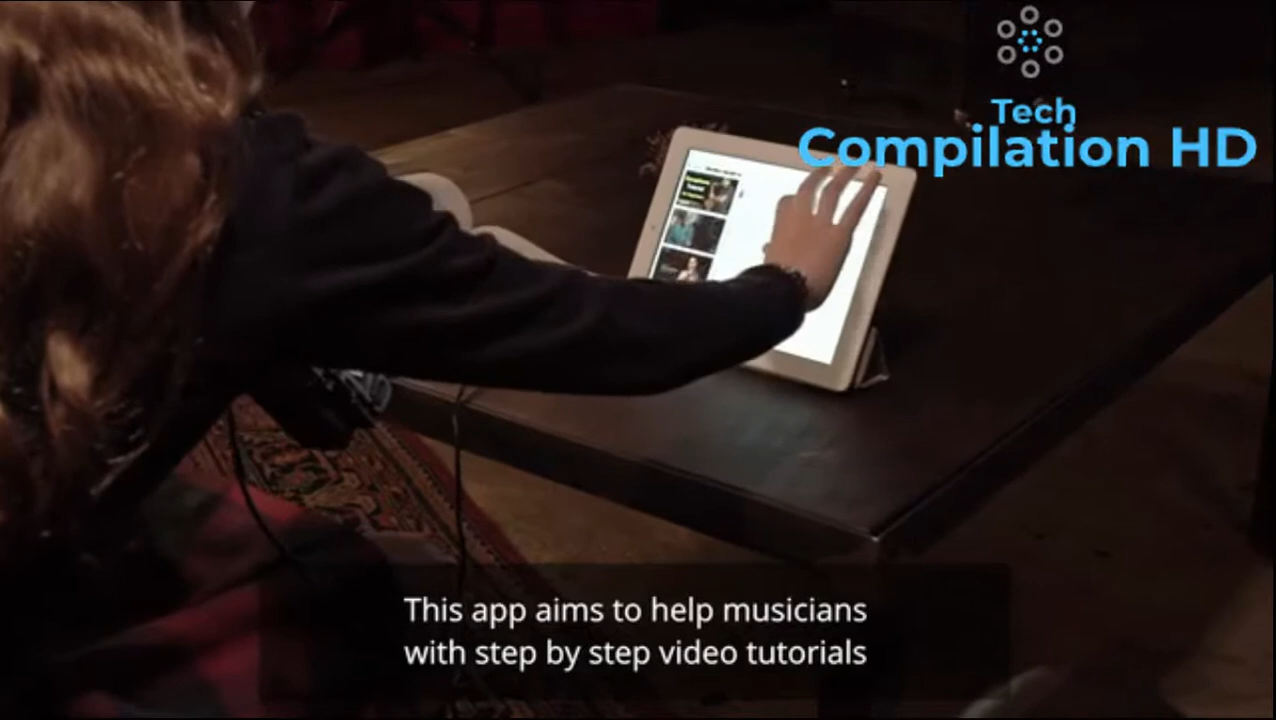 Tech
Compilation HD
This app aims to help musicians
with step by step video tutorials